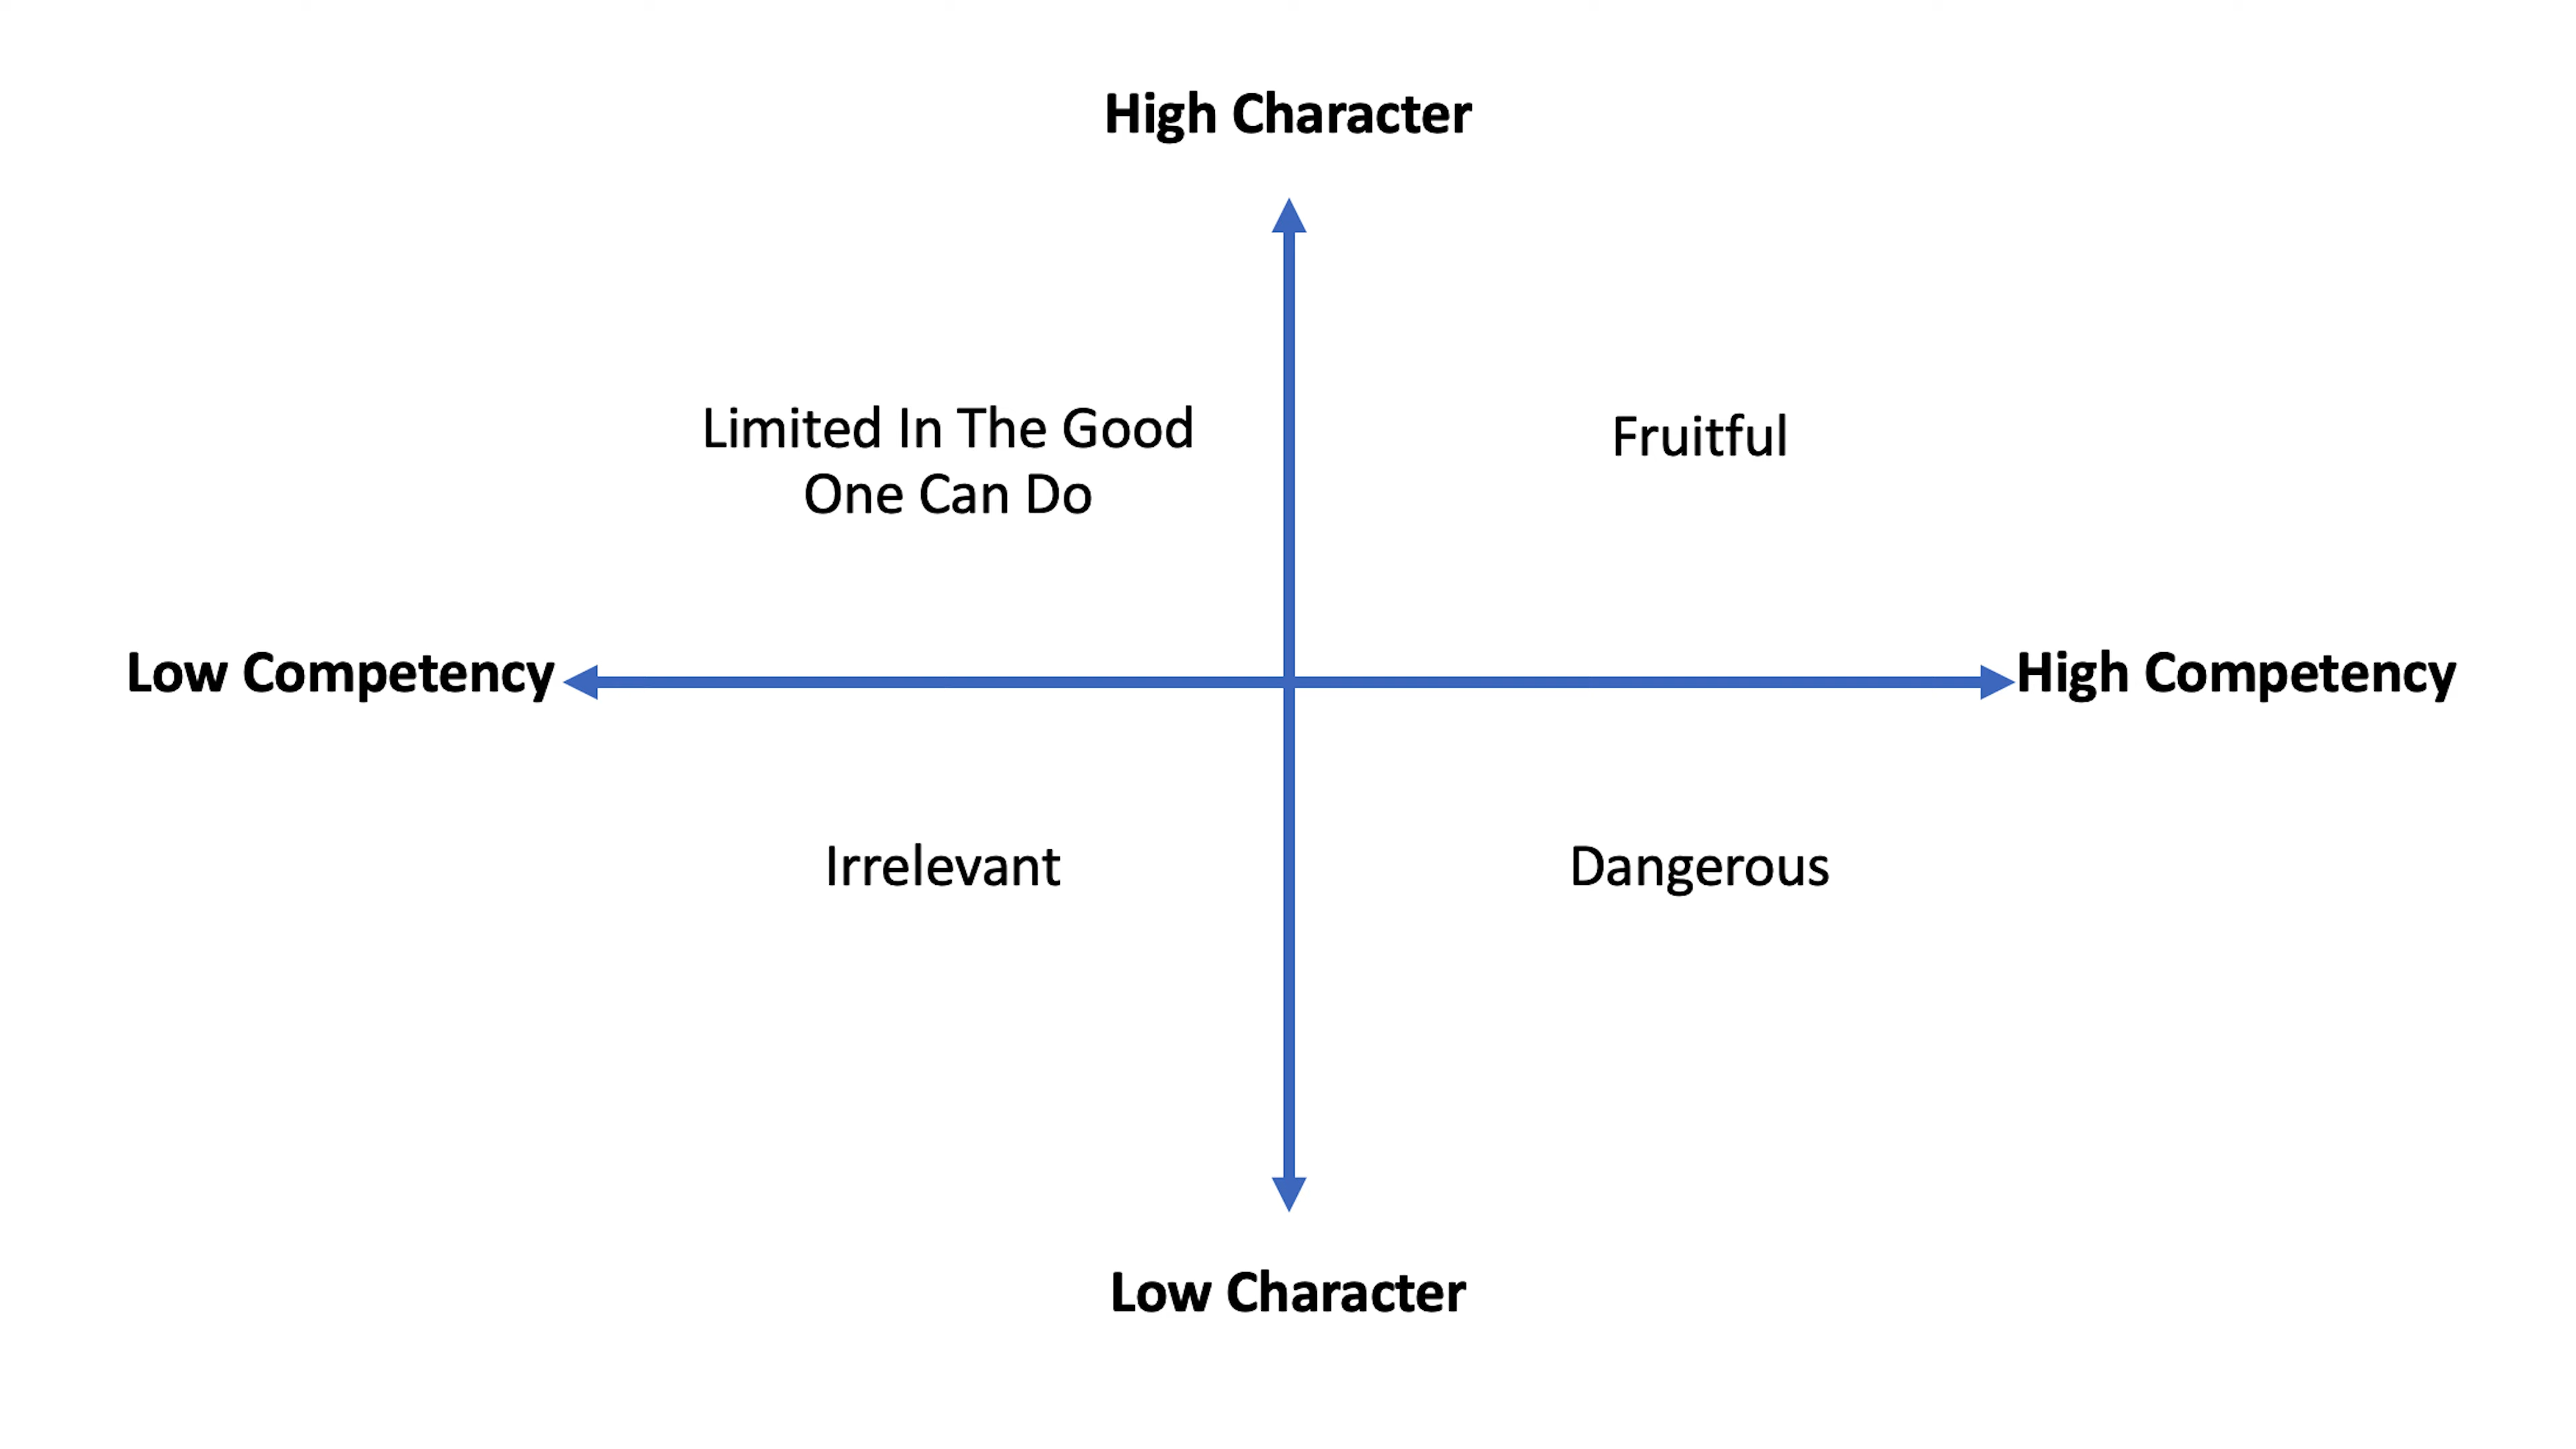 High Character
Limited In The Good
One Can Do
Fruitful
Low Competency
High Competency
Irrelevant
Dangerous
Low Character